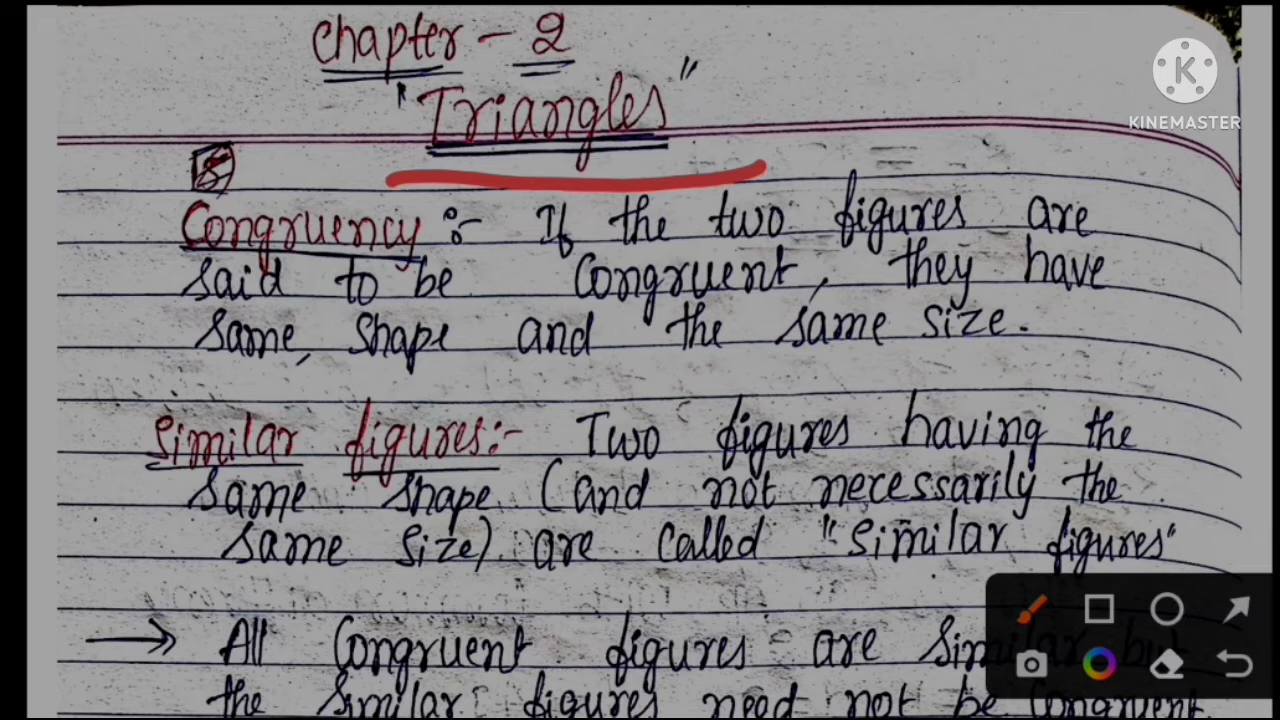 Chapter - 2
"Triangles"
Congruency :- If the two figures are
said to be Congruent, they have
same, shape and the same size.
Similar figures:- Two figures having the
same shape (and not necessarily the
same size) are called "Similar figures"
→ All Congruent figures are Similar but
the similar figures need not be Congruent
K
KINEMASTER